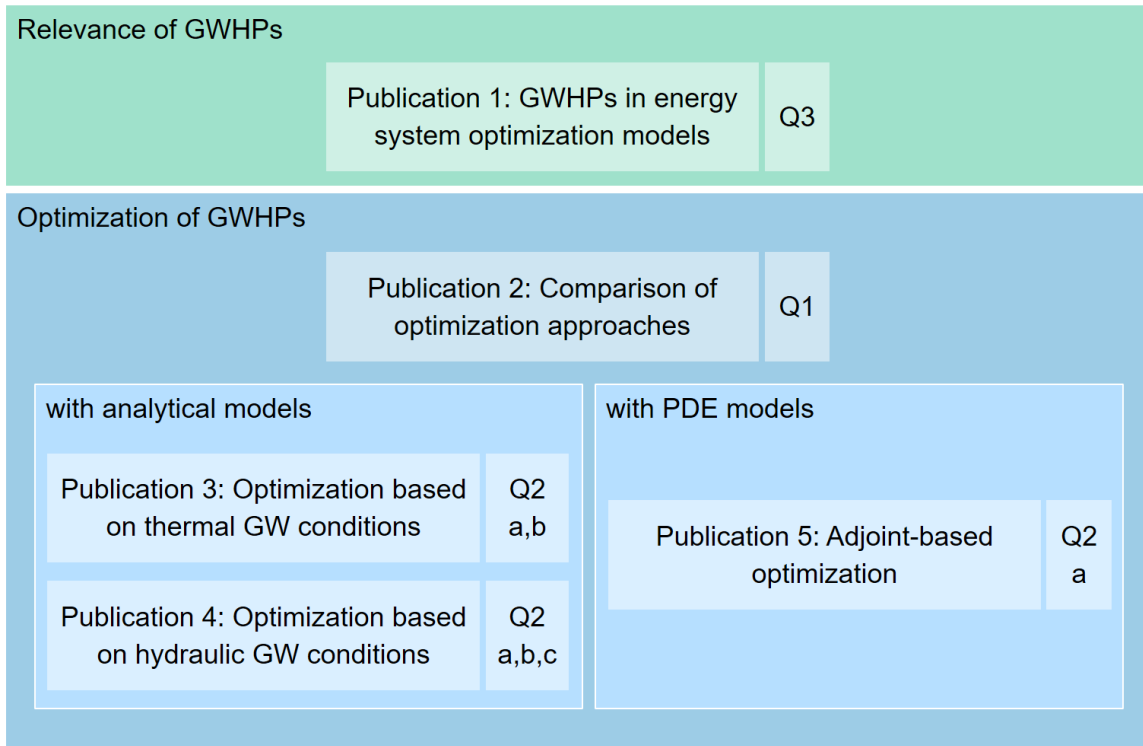 Relevance of GWHPs
Publication 1: GWHPs in energy
system optimization models
Q3
Optimization of GWHPs
Publication 2: Comparison of
optimization approaches
Q1
with analytical models
Publication 3: Optimization based
on thermal GW conditions
Q2
a,b
Publication 4: Optimization based
on hydraulic GW conditions
Q2
a,b,c
with PDE models
Publication 5: Adjoint-based
optimization
Q2
a